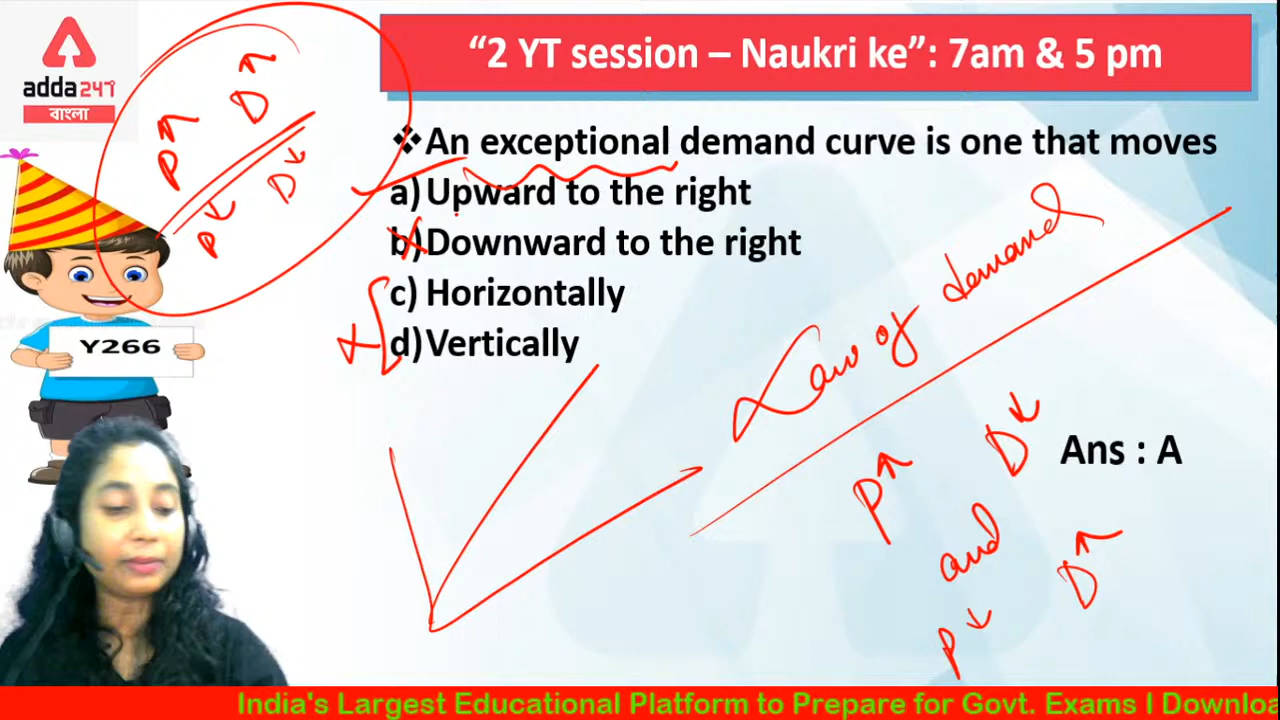 adda247
বাংলা
"2 YT session – Naukri ke": 7am & 5 pm
P↑ D↑
P↓ D↓
❖An exceptional demand curve is one that moves
a) Upward to the right
b) Downward to the right
c) Horizontally
d) Vertically
Y266
Law of demand
P↑ D↓
and
P↓ D↑
Ans : A
India's Largest Educational Platform to Prepare for Govt. Exams I Downloa